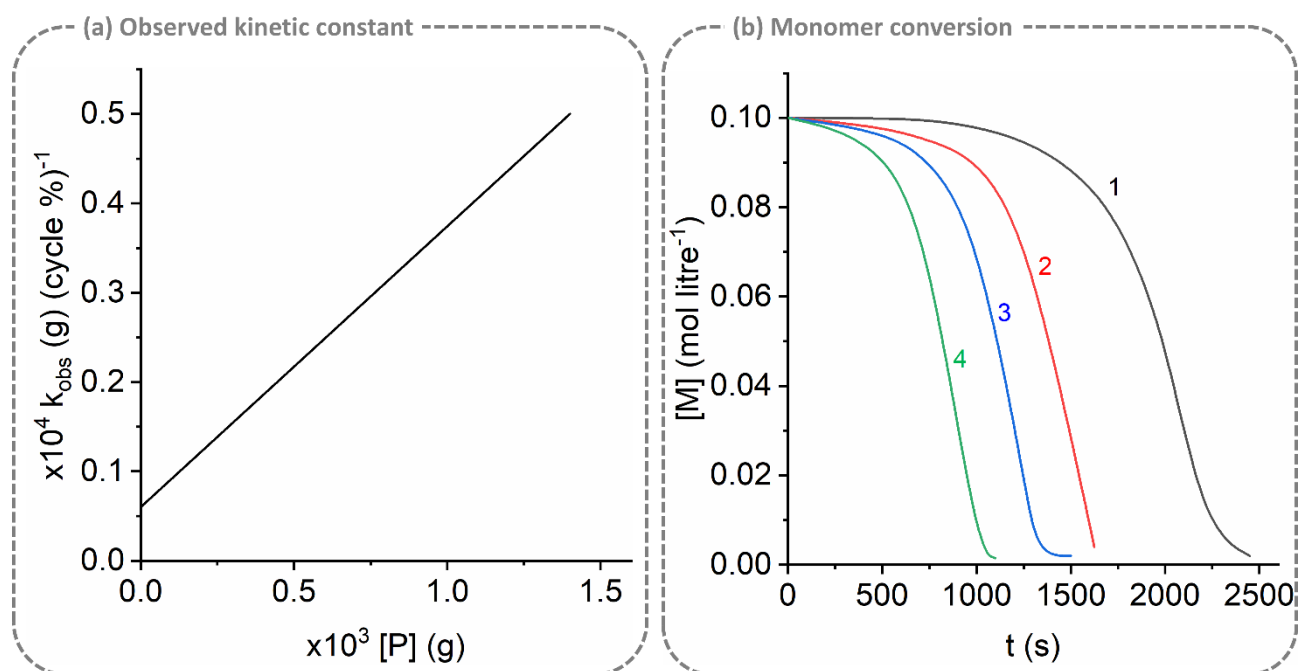 (a) Observed kinetic constant
x10⁴ k_obs (g) (cycle %)⁻¹
0.5
0.4
0.3
0.2
0.1
0.0
0.0 0.5 1.0 1.5
x10³ [P] (g)
(b) Monomer conversion
[M] (mol litre⁻¹)
0.10
0.08
0.06
0.04
0.02
0.00
1
2
3
4
0 500 1000 1500 2000 2500
t (s)